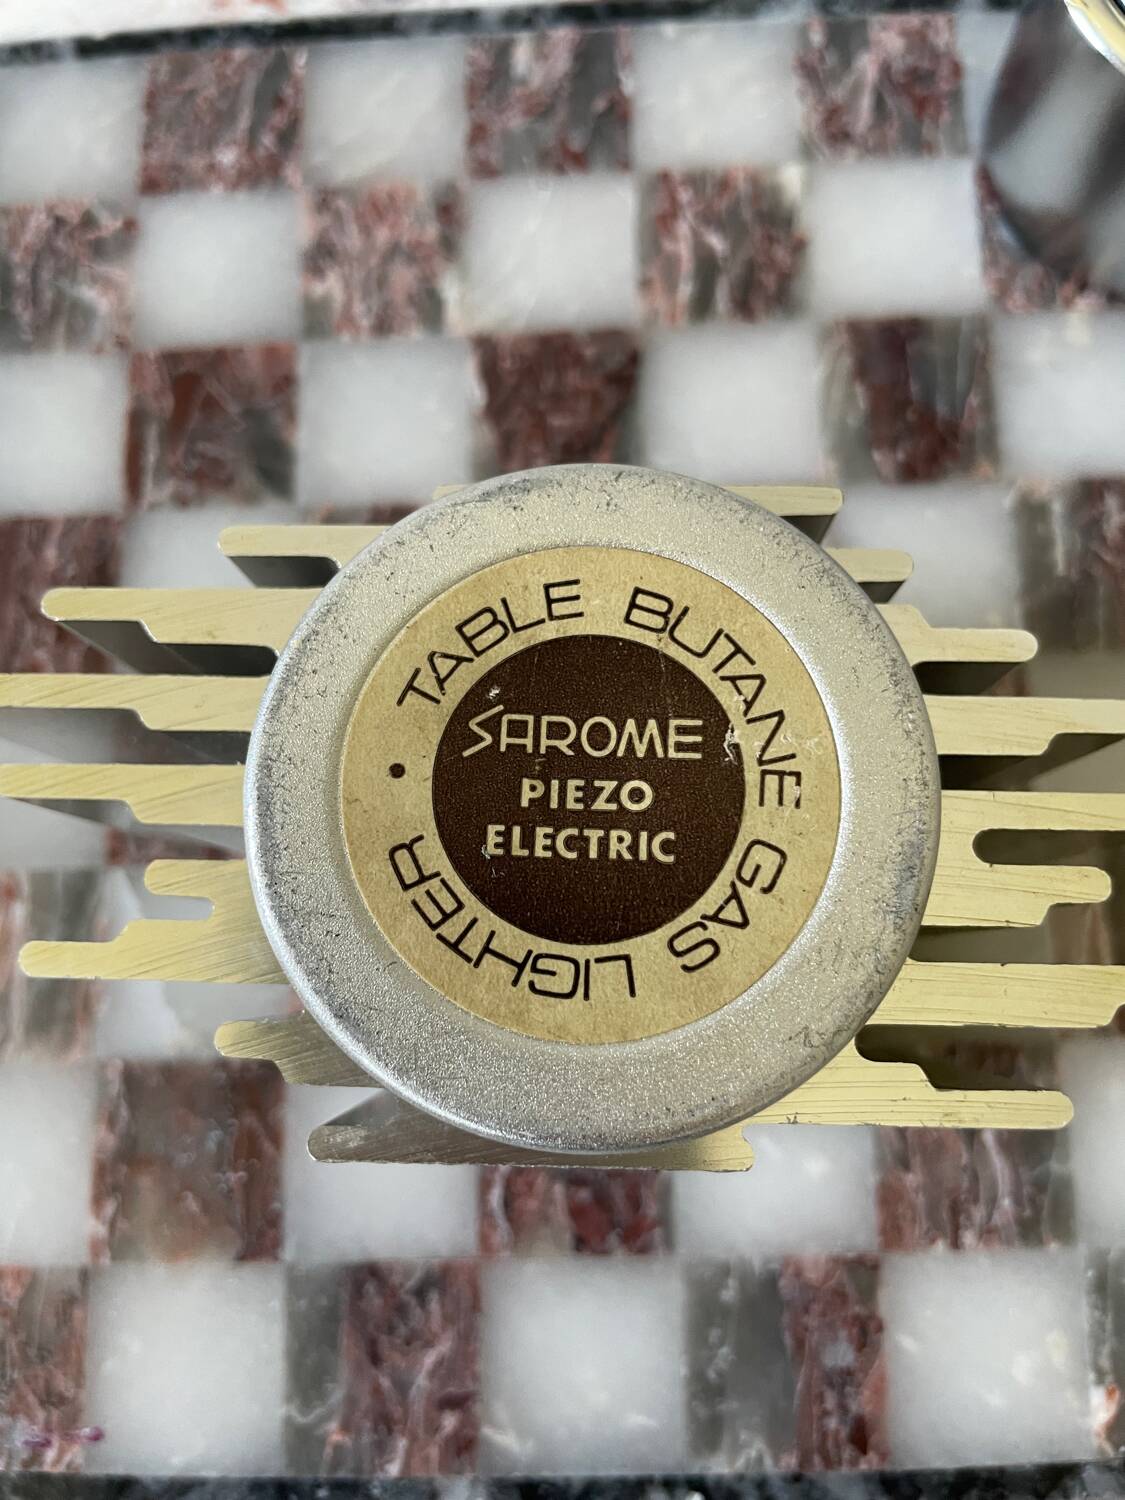 TABLE BUTANE GAS LIGHTER •
SAROME
PIEZO
ELECTRIC